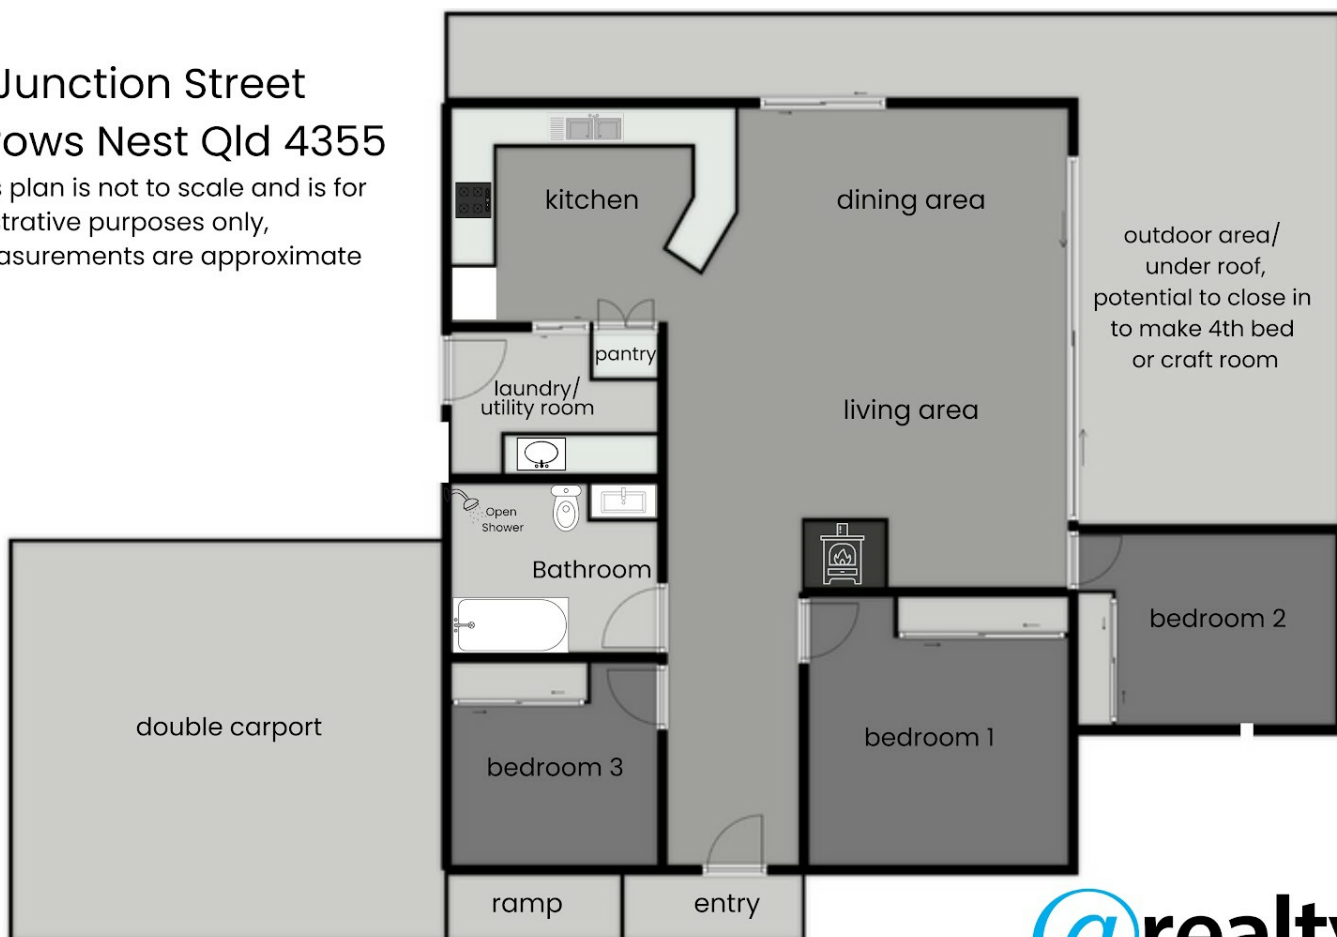 Junction Street
ows Nest Qld 4355
plan is not to scale and is for
strative purposes only,
asurements are approximate
kitchen
dining area
outdoor area/
under roof,
potential to close in
to make 4th bed
or craft room
pantry
laundry/
utility room
living area
Open
Shower
Bathroom
bedroom 2
double carport
bedroom 1
bedroom 3
ramp
entry
@realty